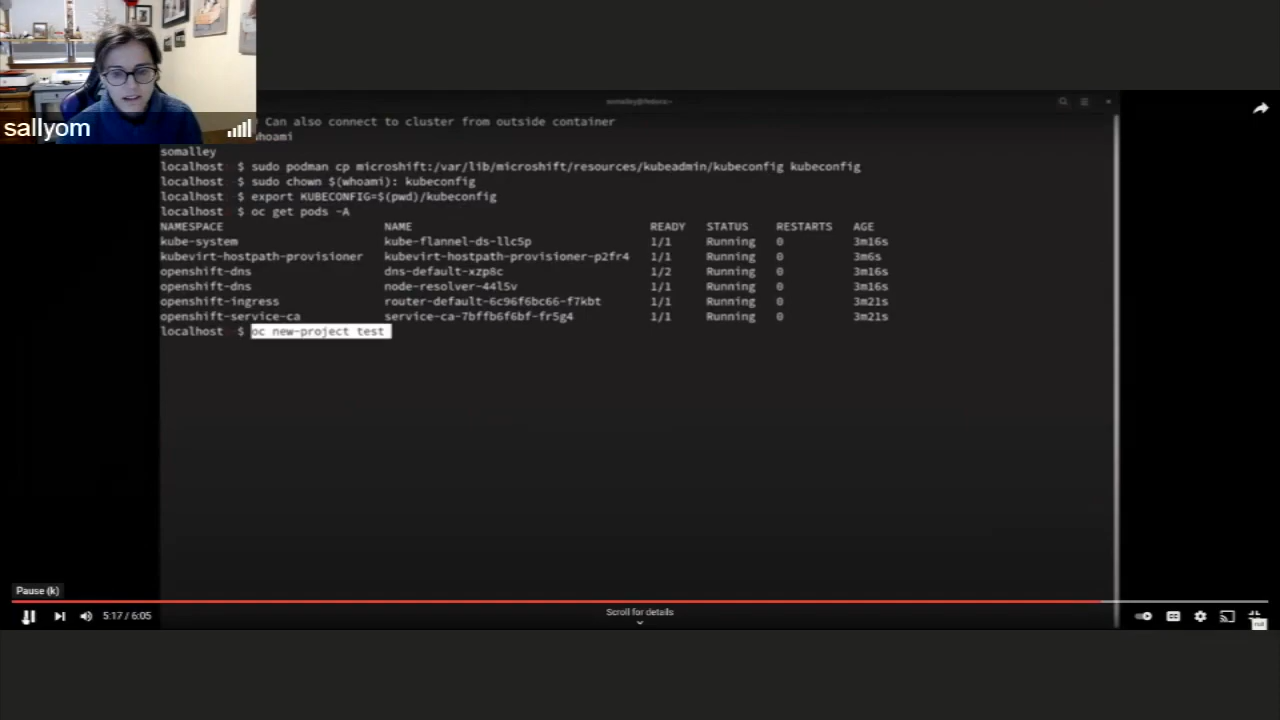 somalley@fedora:~
# Can also connect to cluster from outside container
whoami
sallyom
somalley
localhost $ sudo podman cp microshift:/var/lib/microshift/resources/kubeadmin/kubeconfig kubeconfig
localhost $ sudo chown $(whoami): kubeconfig
localhost $ export KUBECONFIG=$(pwd)/kubeconfig
localhost $ oc get pods -A
NAMESPACE NAME READY STATUS RESTARTS AGE
kube-system kube-flannel-ds-llc5p 1/1 Running 0 3m16s
kubevirt-hostpath-provisioner kubevirt-hostpath-provisioner-p2fr4 1/1 Running 0 3m6s
openshift-dns dns-default-xzp8c 1/2 Running 0 3m16s
openshift-dns node-resolver-44l5v 1/1 Running 0 3m16s
openshift-ingress router-default-6c96f6bc66-f7kbt 1/1 Running 0 3m21s
openshift-service-ca service-ca-7bffb6f6bf-fr5g4 1/1 Running 0 3m21s
localhost $ oc new-project test
Pause (k)
5:17 / 6:05
Scroll for details